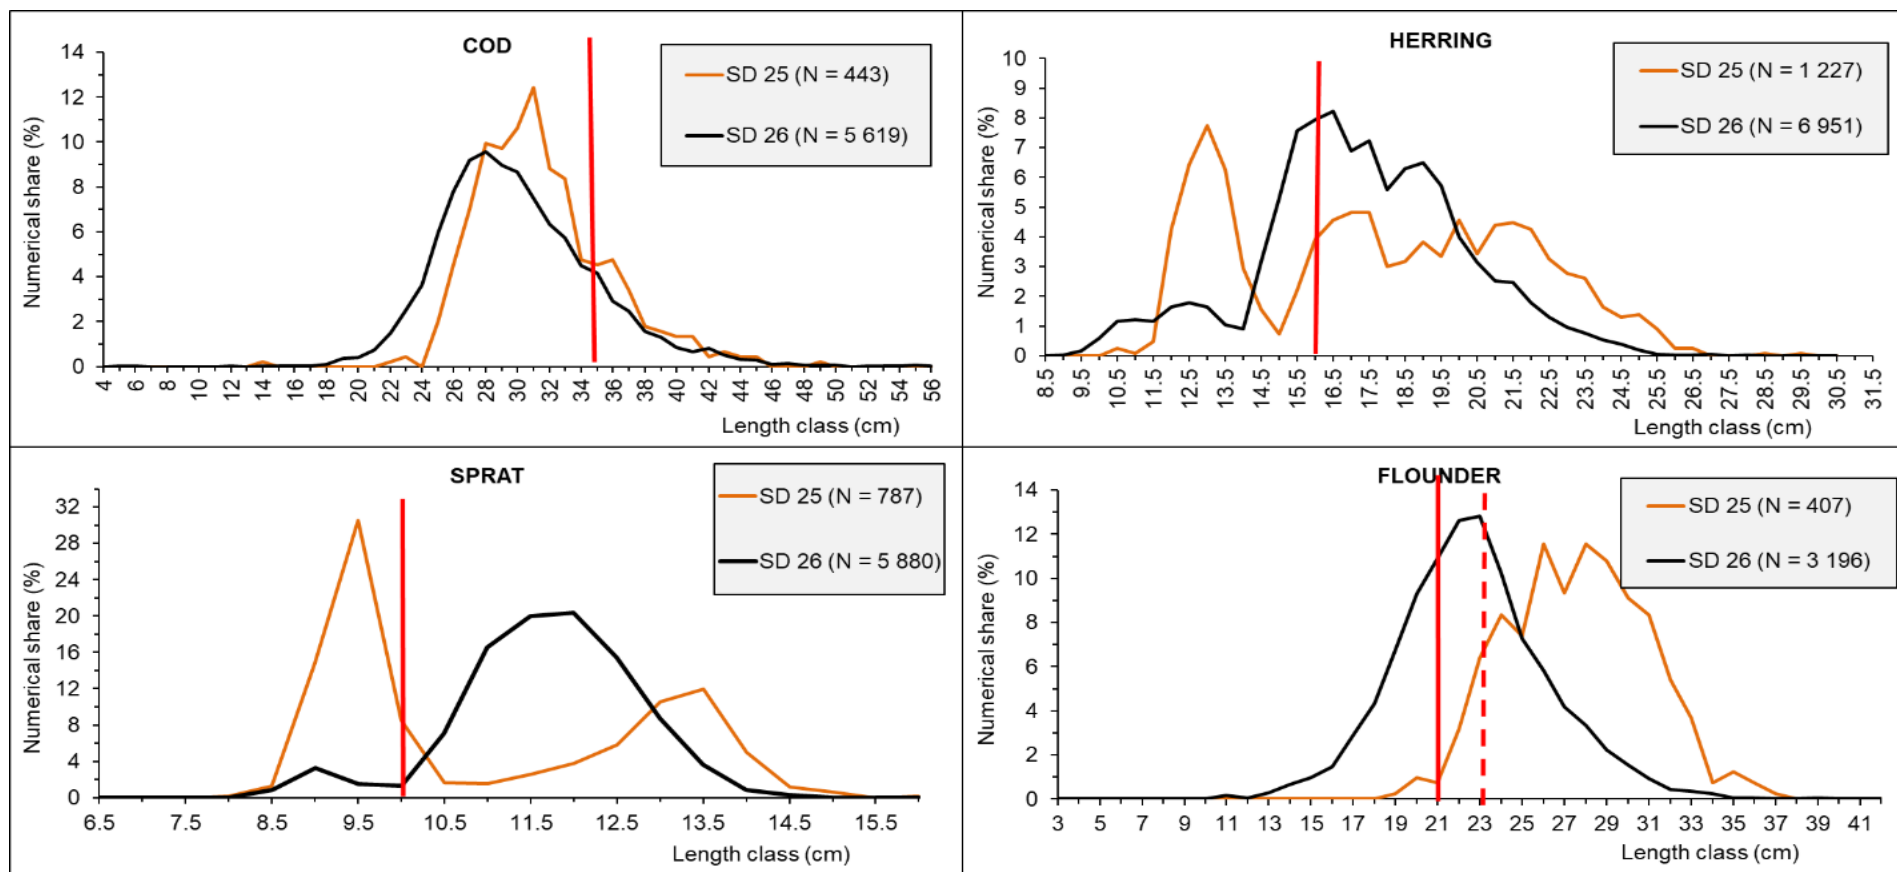 COD
SD 25 (N = 443)
SD 26 (N = 5 619)
Numerical share (%)
14
12
10
8
6
4
2
0
4 6 8 10 12 14 16 18 20 22 24 26 28 30 32 34 36 38 40 42 44 46 48 50 52 54 56
Length class (cm)
HERRING
SD 25 (N = 1 227)
SD 26 (N = 6 951)
Numerical share (%)
10
9
8
7
6
5
4
3
2
1
0
8.5 9.5 10.5 11.5 12.5 13.5 14.5 15.5 16.5 17.5 18.5 19.5 20.5 21.5 22.5 23.5 24.5 25.5 26.5 27.5 28.5 29.5 30.5 31.5
Length class (cm)
SPRAT
SD 25 (N = 787)
SD 26 (N = 5 880)
Numerical share (%)
32
28
24
20
16
12
8
4
0
6.5 7.5 8.5 9.5 10.5 11.5 12.5 13.5 14.5 15.5
Length class (cm)
FLOUNDER
SD 25 (N = 407)
SD 26 (N = 3 196)
Numerical share (%)
14
12
10
8
6
4
2
0
3 5 7 9 11 13 15 17 19 21 23 25 27 29 31 33 35 37 39 41
Length class (cm)